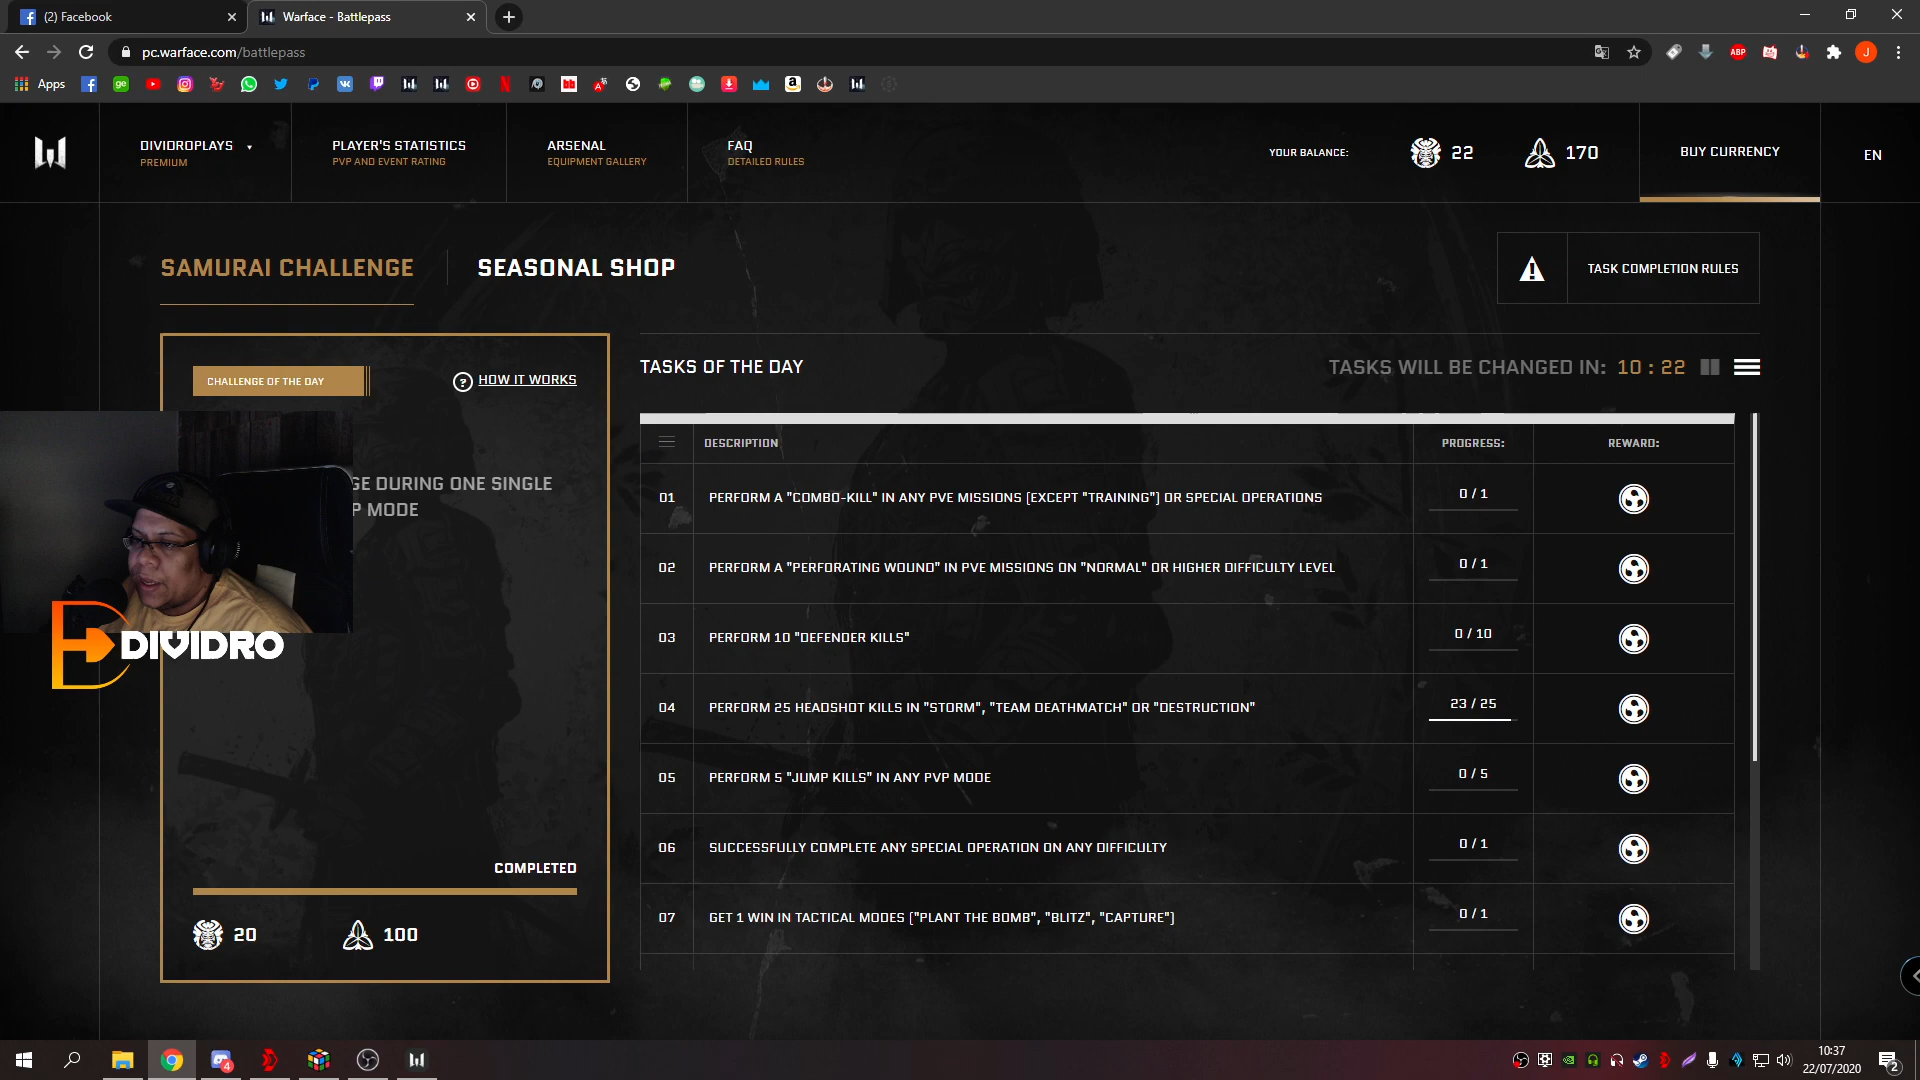 (2) Facebook
Warface - Battlepass
pc.warface.com/battlepass
ABP
J
Apps
DIVIDROPLAYS
PREMIUM
PLAYER'S STATISTICS
PVP AND EVENT RATING
ARSENAL
EQUIPMENT GALLERY
FAQ
DETAILED RULES
YOUR BALANCE:
22
170
BUY CURRENCY
EN
SAMURAI CHALLENGE
SEASONAL SHOP
TASK COMPLETION RULES
CHALLENGE OF THE DAY
? HOW IT WORKS
GE DURING ONE SINGLE
P MODE
DIVIDRO
COMPLETED
20
100
TASKS OF THE DAY
TASKS WILL BE CHANGED IN: 10 : 22
DESCRIPTION PROGRESS: REWARD:
01 PERFORM A "COMBO-KILL" IN ANY PVE MISSIONS (EXCEPT "TRAINING") OR SPECIAL OPERATIONS 0 / 1
02 PERFORM A "PERFORATING WOUND" IN PVE MISSIONS ON "NORMAL" OR HIGHER DIFFICULTY LEVEL 0 / 1
03 PERFORM 10 "DEFENDER KILLS" 0 / 10
04 PERFORM 25 HEADSHOT KILLS IN "STORM", "TEAM DEATHMATCH" OR "DESTRUCTION" 23 / 25
05 PERFORM 5 "JUMP KILLS" IN ANY PVP MODE 0 / 5
06 SUCCESSFULLY COMPLETE ANY SPECIAL OPERATION ON ANY DIFFICULTY 0 / 1
07 GET 1 WIN IN TACTICAL MODES ("PLANT THE BOMB", "BLITZ", "CAPTURE") 0 / 1
4
10:37
22/07/2020
2